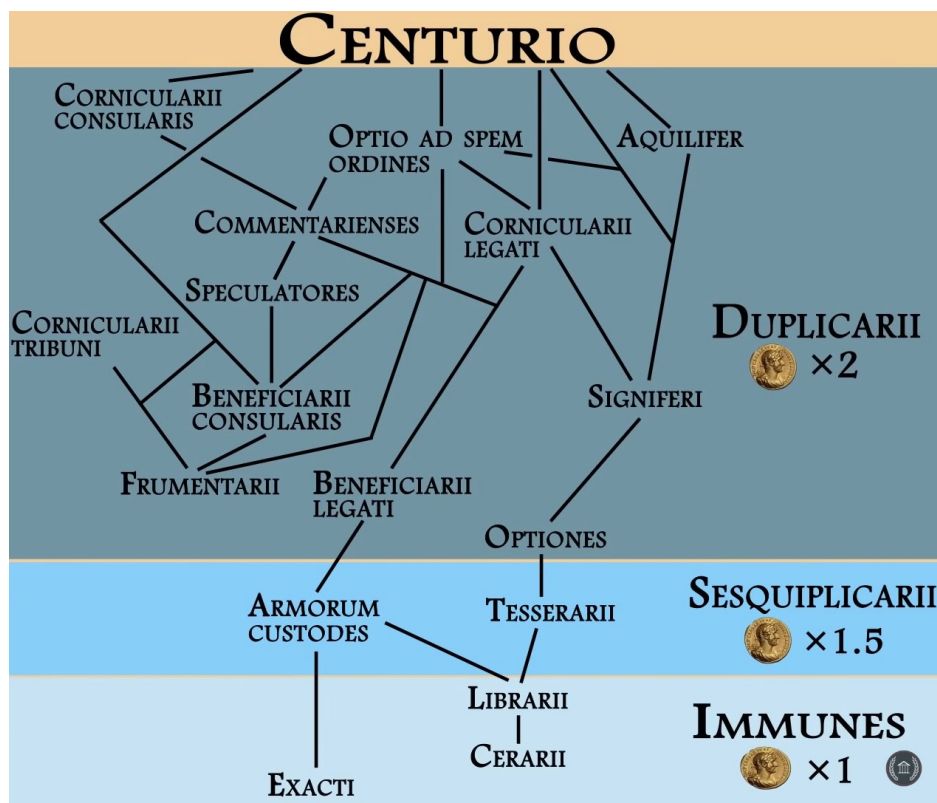 CENTURIO
CORNICULARII
CONSULARIS
OPTIO AD SPEM
ORDINES
AQUILIFER
COMMENTARIENSES
CORNICULARII
LEGATI
SPECULATORES
CORNICULARII
TRIBUNI
DUPLICARII
×2
BENEFICIARII
CONSULARIS
SIGNIFERI
FRUMENTARII
BENEFICIARII
LEGATI
OPTIONES
ARMORUM
CUSTODES
TESSERARII
SESQUIPLICARII
×1.5
LIBRARII
CERARII
IMMUNES
×1
EXACTI